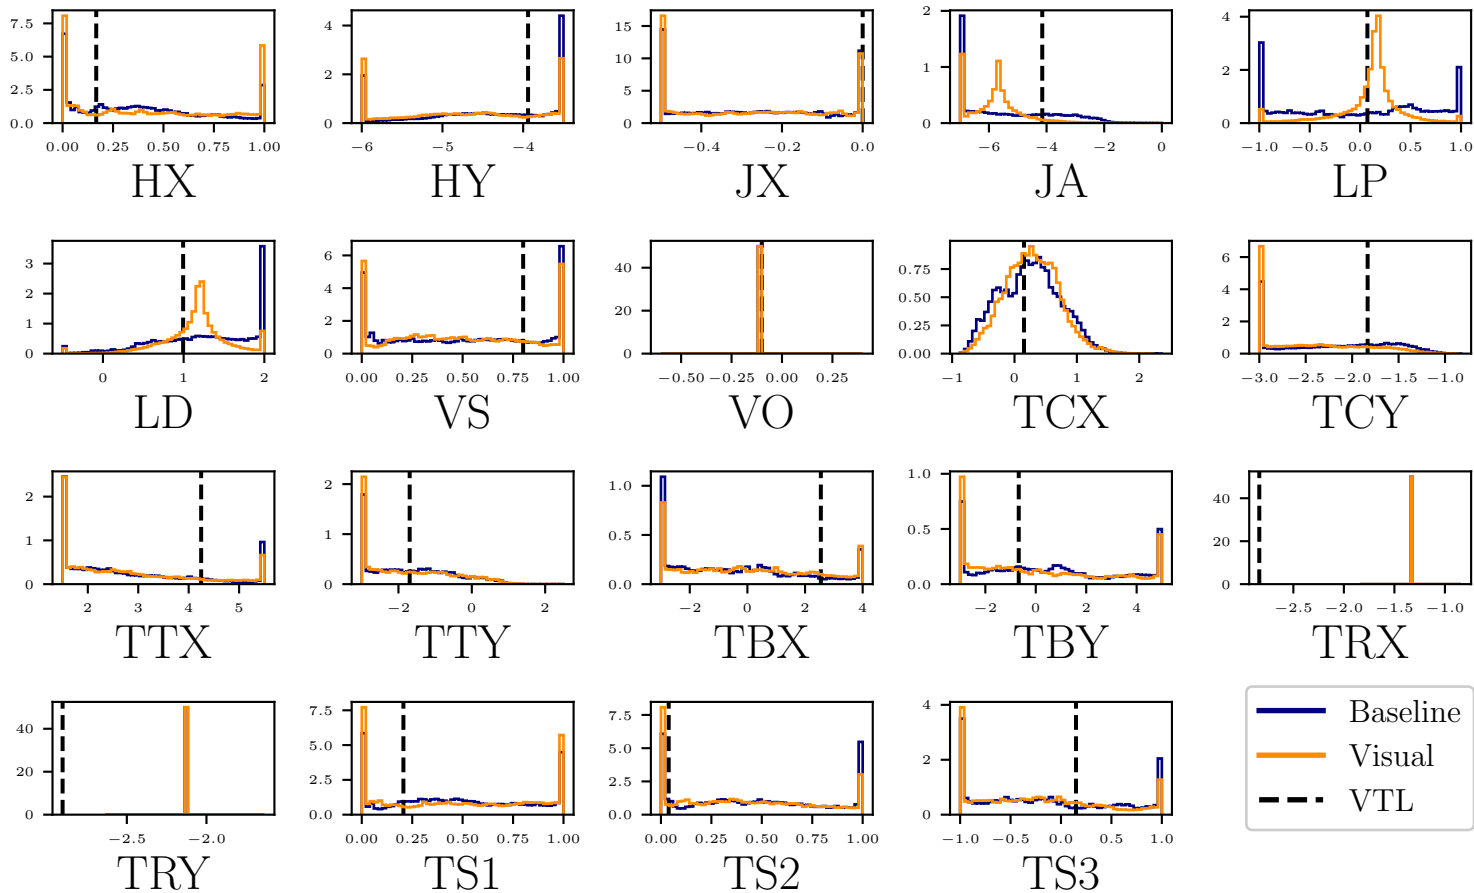 7.5
5.0
2.5
0.0
0.00 0.25 0.50 0.75 1.00
HX
4
2
0
−6 −5 −4
HY
15
10
5
0
−0.4 −0.2 −0.0
JX
2
1
0
−6 −4 −2 0
JA
4
2
0
−1.0 −0.5 0.0 0.5 1.0
LP
3
2
1
0
0 1 2
LD
6
4
2
0
0.00 0.25 0.50 0.75 1.00
VS
40
20
0
−0.50 −0.25 0.00 0.25
VO
0.75
0.50
0.25
0.00
−1 0 1 2
TCX
6
4
2
0
−3.0 −2.5 −2.0 −1.5 −1.0
TCY
2
1
0
2 3 4 5
TTX
2
1
0
−2 0 2
TTY
1.0
0.5
0.0
−2 0 2 4
TBX
1.0
0.5
0.0
−2 0 2 4
TBY
40
20
0
−2.5 −2.0 −1.5 −1.0
TRX
40
20
0
−2.5 −2.0
TRY
7.5
5.0
2.5
0.0
0.00 0.25 0.50 0.75 1.00
TS1
7.5
5.0
2.5
0.0
0.00 0.25 0.50 0.75 1.00
TS2
4
2
0
−1.0 −0.5 0.0 0.5 1.0
TS3
Baseline
Visual
VTL